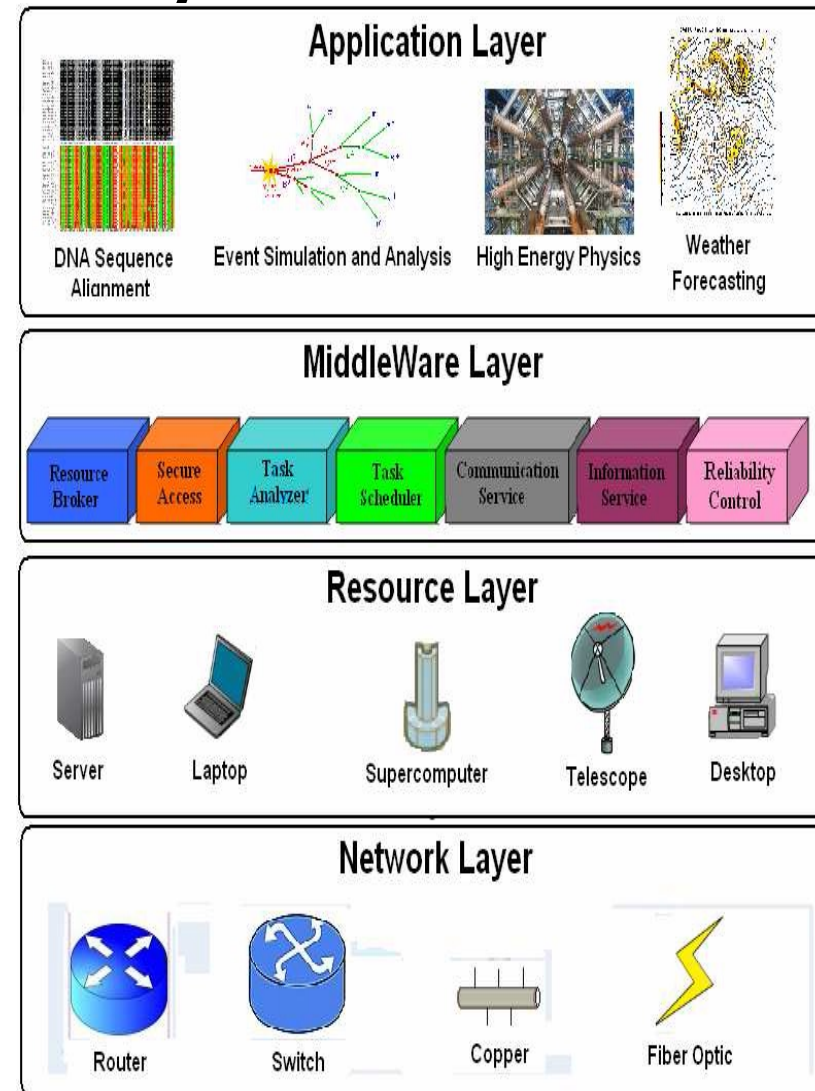 Application Layer
DNA Sequence
Alignment
Event Simulation and Analysis
High Energy Physics
Weather
Forecasting
MiddleWare Layer
Resource
Broker
Secure
Access
Task
Analyzer
Task
Scheduler
Communication
Service
Information
Service
Reliability
Control
Resource Layer
Server
Laptop
Supercomputer
Telescope
Desktop
Network Layer
Router
Switch
Copper
Fiber Optic